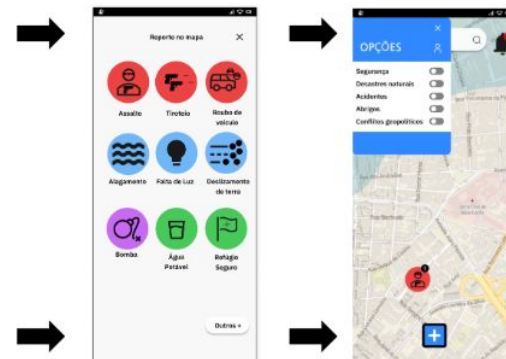 Reporte no mapa
Assalto
Tiroteio
Roubo de
veículo
Alagamento
Falta de Luz
Deslizamento
de terra
Bomba
Água
Potável
Refúgio
Seguro
Outros +
OPÇÕES
Segurança
Desastres naturais
Acidentes
Abrigos
Conflitos geopolíticos